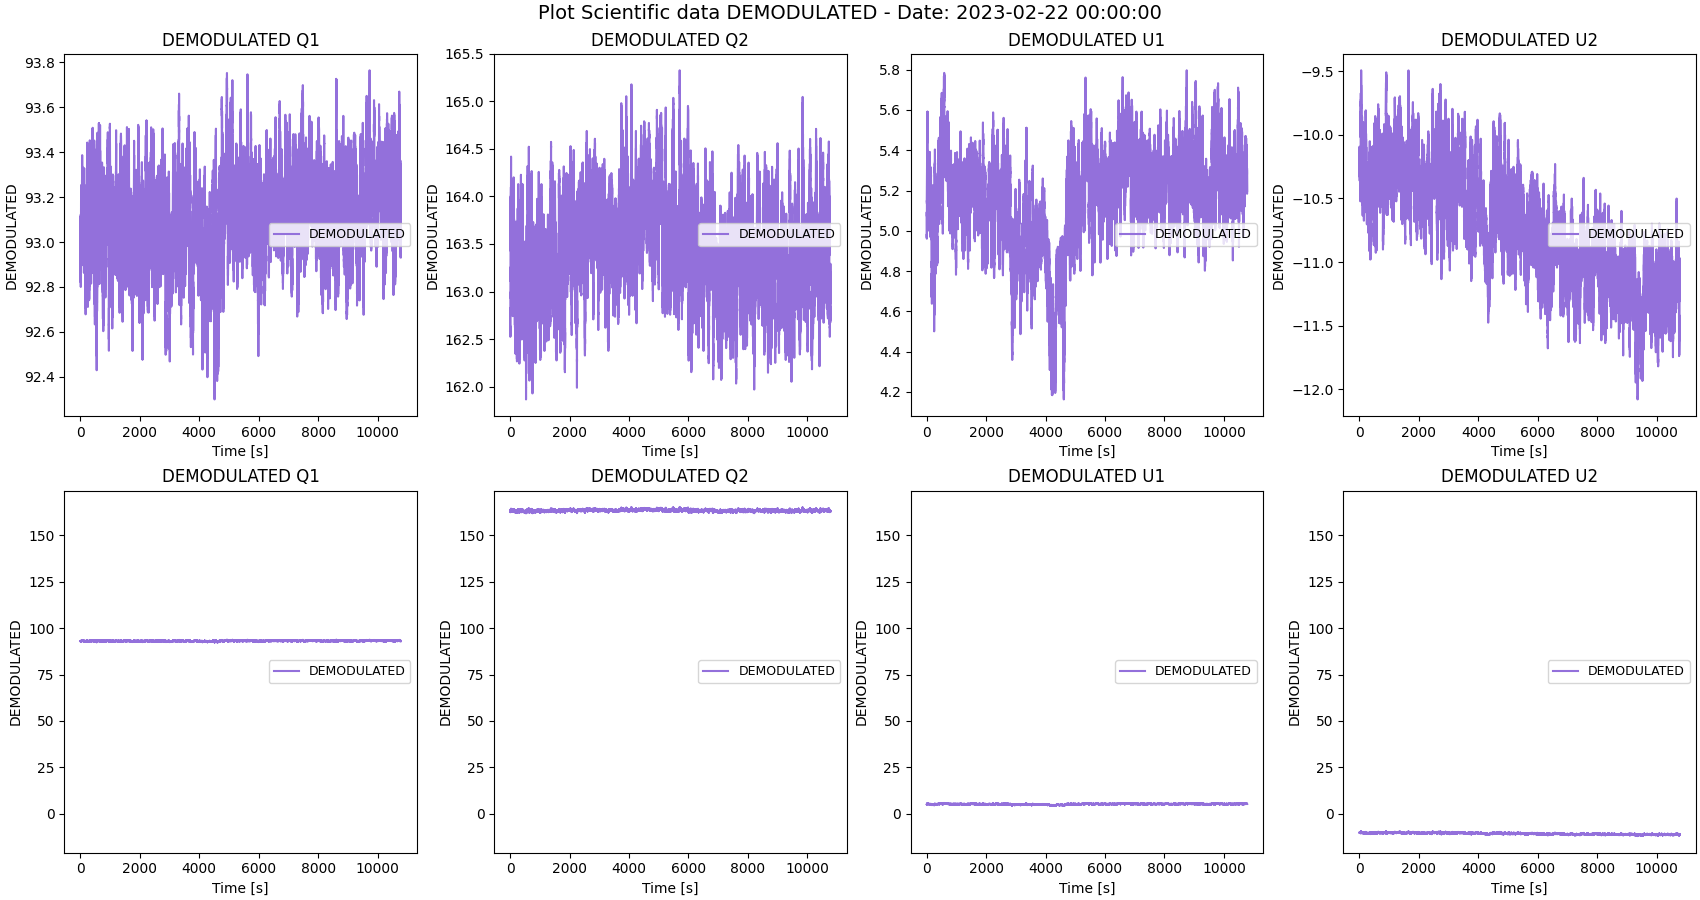 Plot Scientific data DEMODULATED - Date: 2023-02-22 00:00:00
DEMODULATED Q1
93.8
93.6
93.4
93.2
93.0
92.8
92.6
92.4
DEMODULATED
DEMODULATED
0 2000 4000 6000 8000 10000
Time [s]
DEMODULATED Q2
165.5
165.0
164.5
164.0
163.5
163.0
162.5
162.0
DEMODULATED
DEMODULATED
0 2000 4000 6000 8000 10000
Time [s]
DEMODULATED U1
5.8
5.6
5.4
5.2
5.0
4.8
4.6
4.4
4.2
DEMODULATED
DEMODULATED
0 2000 4000 6000 8000 10000
Time [s]
DEMODULATED U2
−9.5
−10.0
−10.5
−11.0
−11.5
−12.0
DEMODULATED
DEMODULATED
0 2000 4000 6000 8000 10000
Time [s]
DEMODULATED Q1
150
125
100
75
50
25
0
DEMODULATED
DEMODULATED
0 2000 4000 6000 8000 10000
Time [s]
DEMODULATED Q2
150
125
100
75
50
25
0
DEMODULATED
DEMODULATED
0 2000 4000 6000 8000 10000
Time [s]
DEMODULATED U1
150
125
100
75
50
25
0
DEMODULATED
DEMODULATED
0 2000 4000 6000 8000 10000
Time [s]
DEMODULATED U2
150
125
100
75
50
25
0
DEMODULATED
DEMODULATED
0 2000 4000 6000 8000 10000
Time [s]